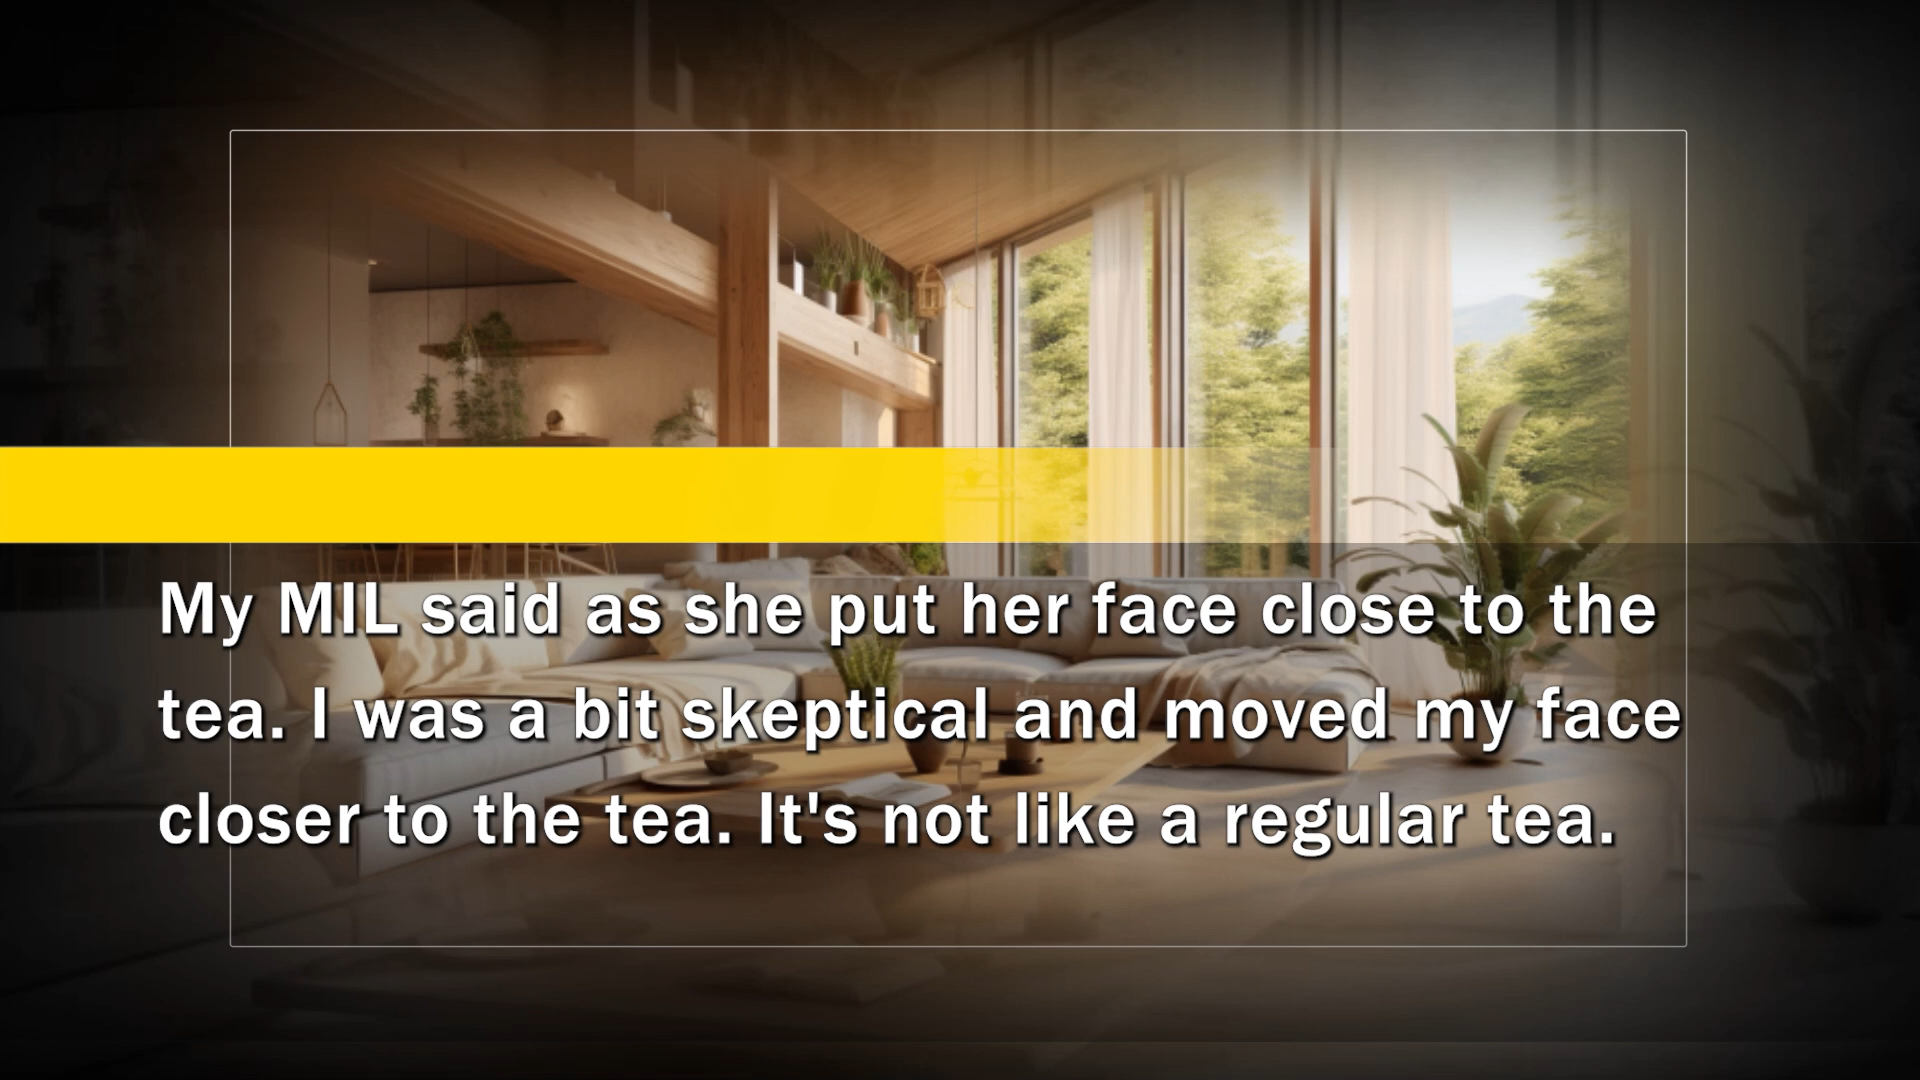 My MIL said as she put her face close to the
tea. I was a bit skeptical and moved my face
closer to the tea. It's not like a regular tea.